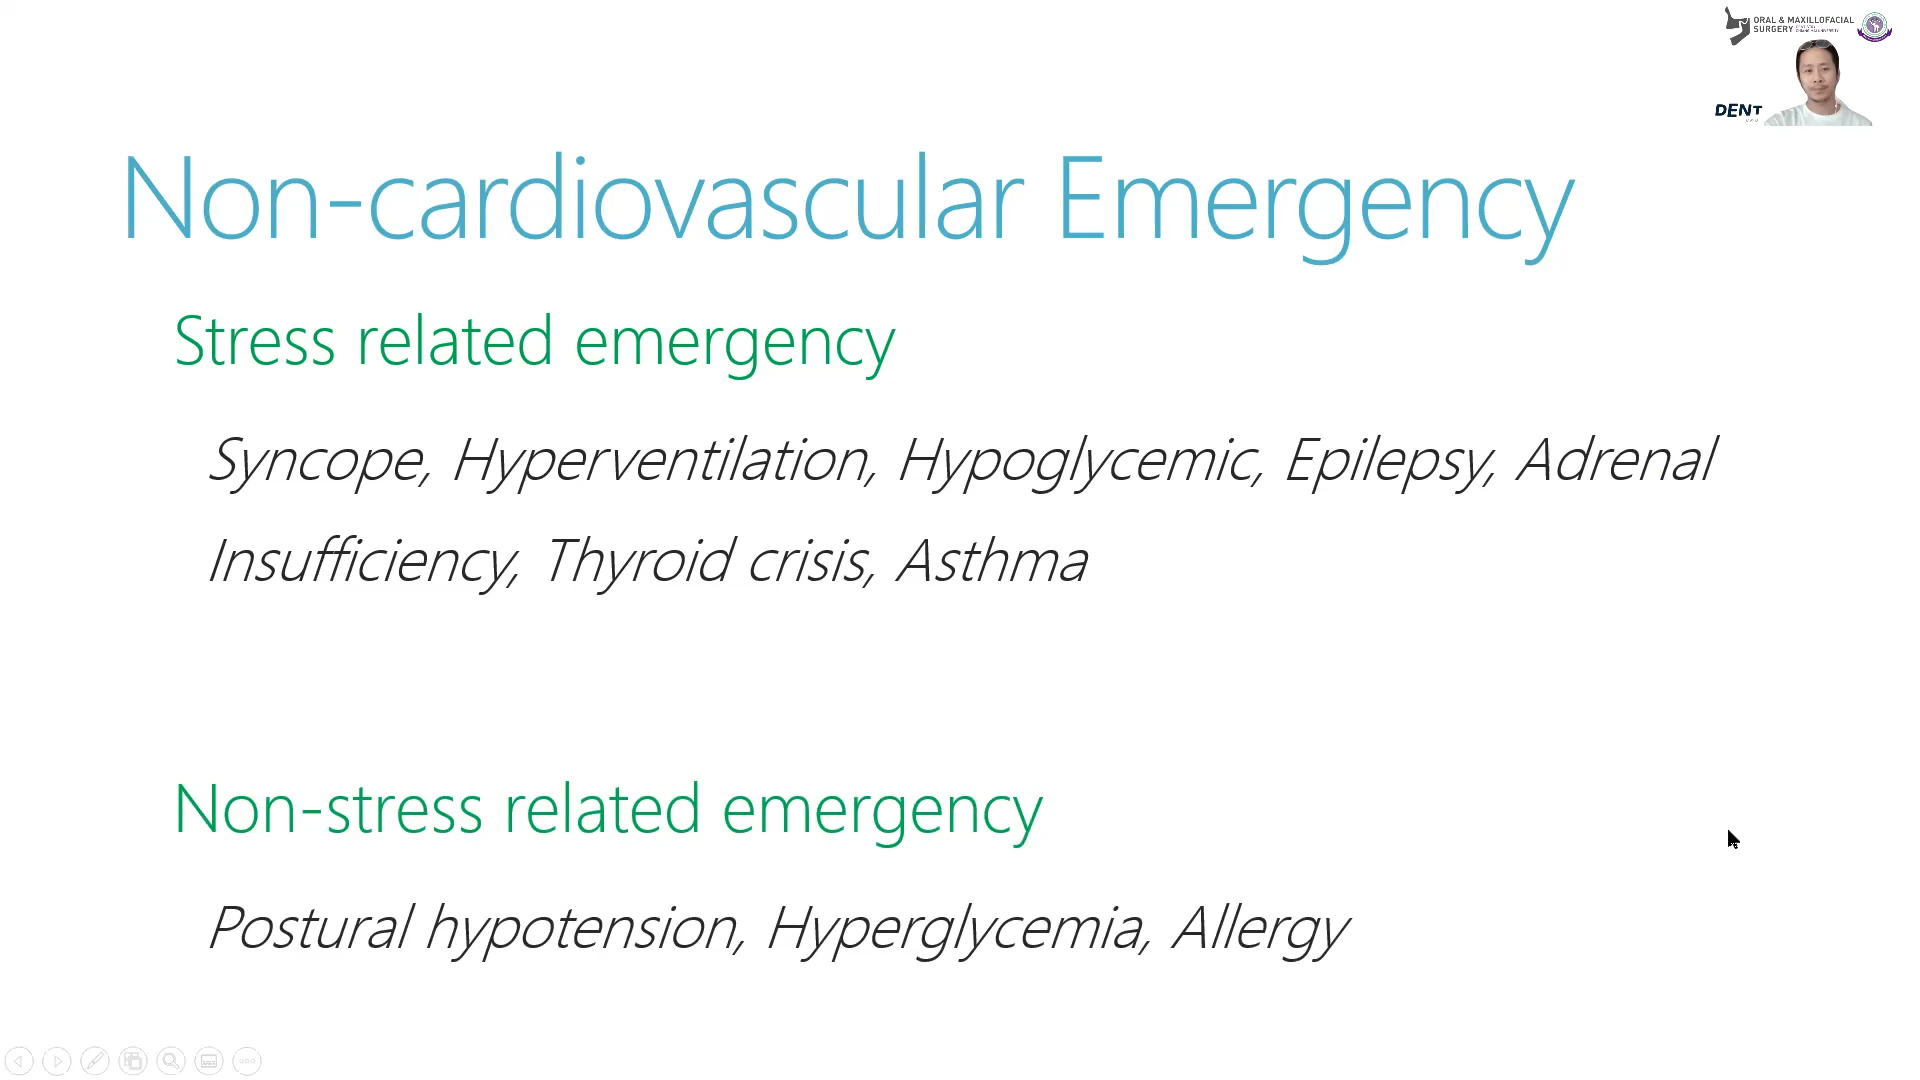 ORAL & MAXILLOFACIAL
SURGERY
DENT
Non-cardiovascular Emergency
Stress related emergency
Syncope, Hyperventilation, Hypoglycemic, Epilepsy, Adrenal
Insufficiency, Thyroid crisis, Asthma
Non-stress related emergency
Postural hypotension, Hyperglycemia, Allergy